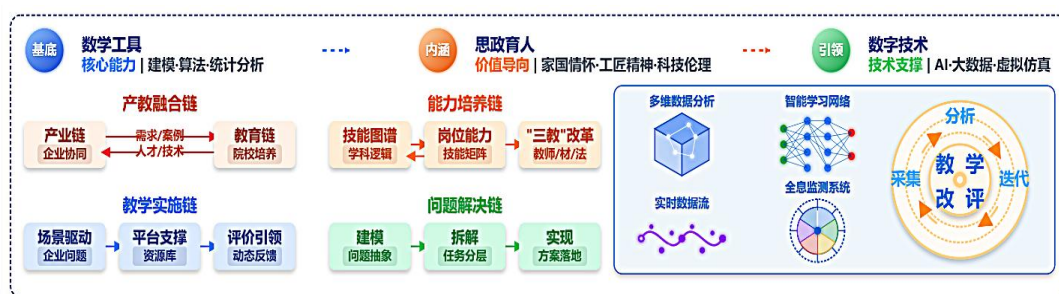 基底
数学工具
核心能力 | 建模·算法·统计分析
内涵
思政育人
价值导向 | 家国情怀·工匠精神·科技伦理
引领
数字技术
技术支撑 | AI·大数据·虚拟仿真
产教融合链
产业链
企业协同
需求/案例
人才/技术
教育链
院校培养
能力培养链
技能图谱
学科逻辑
岗位能力
技能矩阵
"三教"改革
教师/材/法
教学实施链
场景驱动
企业问题
平台支撑
资源库
评价引领
动态反馈
问题解决链
建模
问题抽象
拆解
任务分层
实现
方案落地
多维数据分析
智能学习网络
实时数据流
全息监测系统
分析
采集
迭代
教 学
改 评